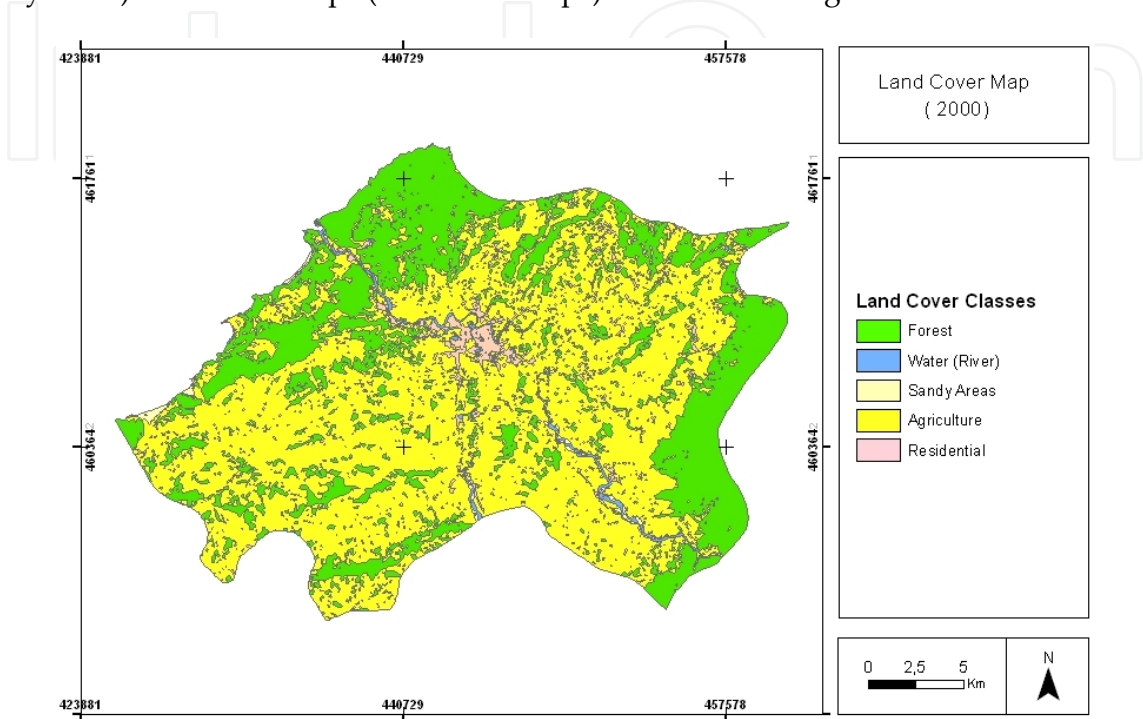 423881 440729 457578
Land Cover Map
( 2000)
4617611 4617611
Land Cover Classes
Forest
Water (River)
Sandy Areas
Agriculture
Residential
4603642 4603642
0 2,5 5
Km
N
423881 440729 457578